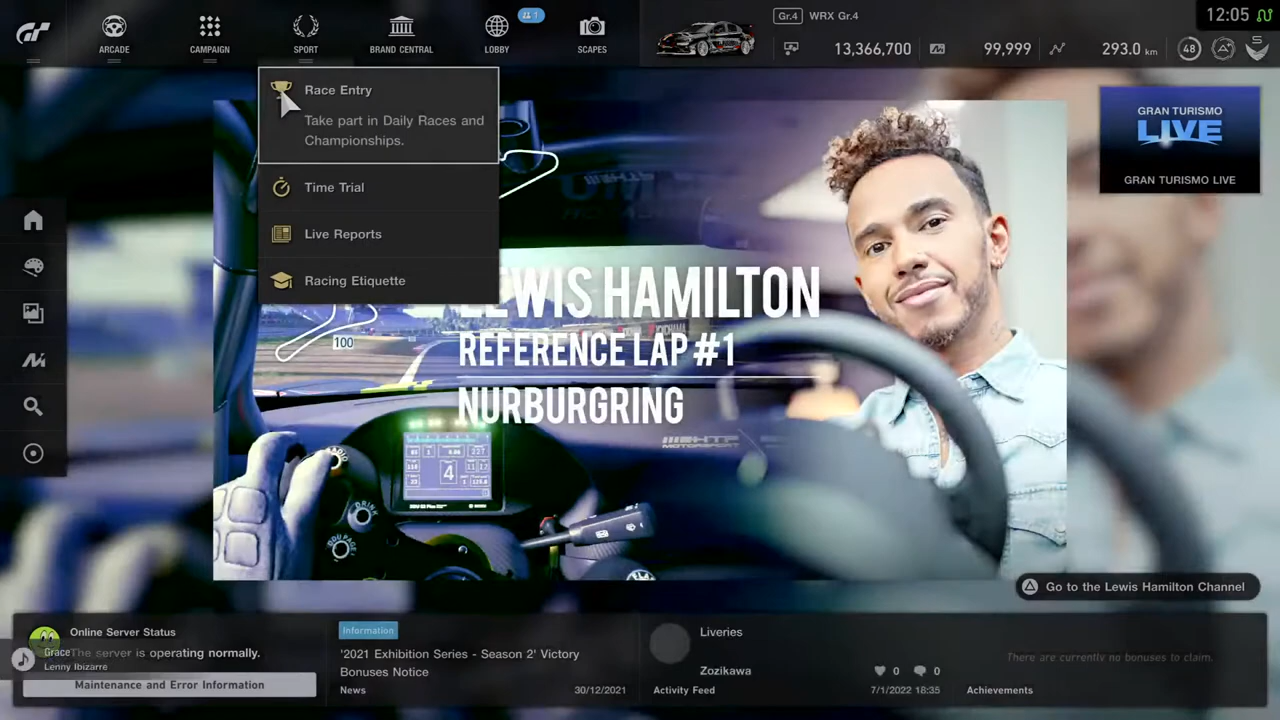 ARCADE
CAMPAIGN
SPORT
BRAND CENTRAL
LOBBY
1
SCAPES
Gr.4 WRX Gr.4
12:05
13,366,700
99,999
293.0 km
48
S
Race Entry
Take part in Daily Races and
Championships.
Time Trial
Live Reports
Racing Etiquette
GRAN TURISMO
LIVE
GRAN TURISMO LIVE
LEWIS HAMILTON
REFERENCE LAP #1
NURBURGRING
100
4
Go to the Lewis Hamilton Channel
Online Server Status
Grace
The server is operating normally.
Lenny Ibizarre
Maintenance and Error Information
Information
'2021 Exhibition Series - Season 2' Victory
Bonuses Notice
News 30/12/2021
Liveries
Zozikawa
0 0
Activity Feed 7/1/2022 18:35
There are currently no bonuses to claim.
Achievements